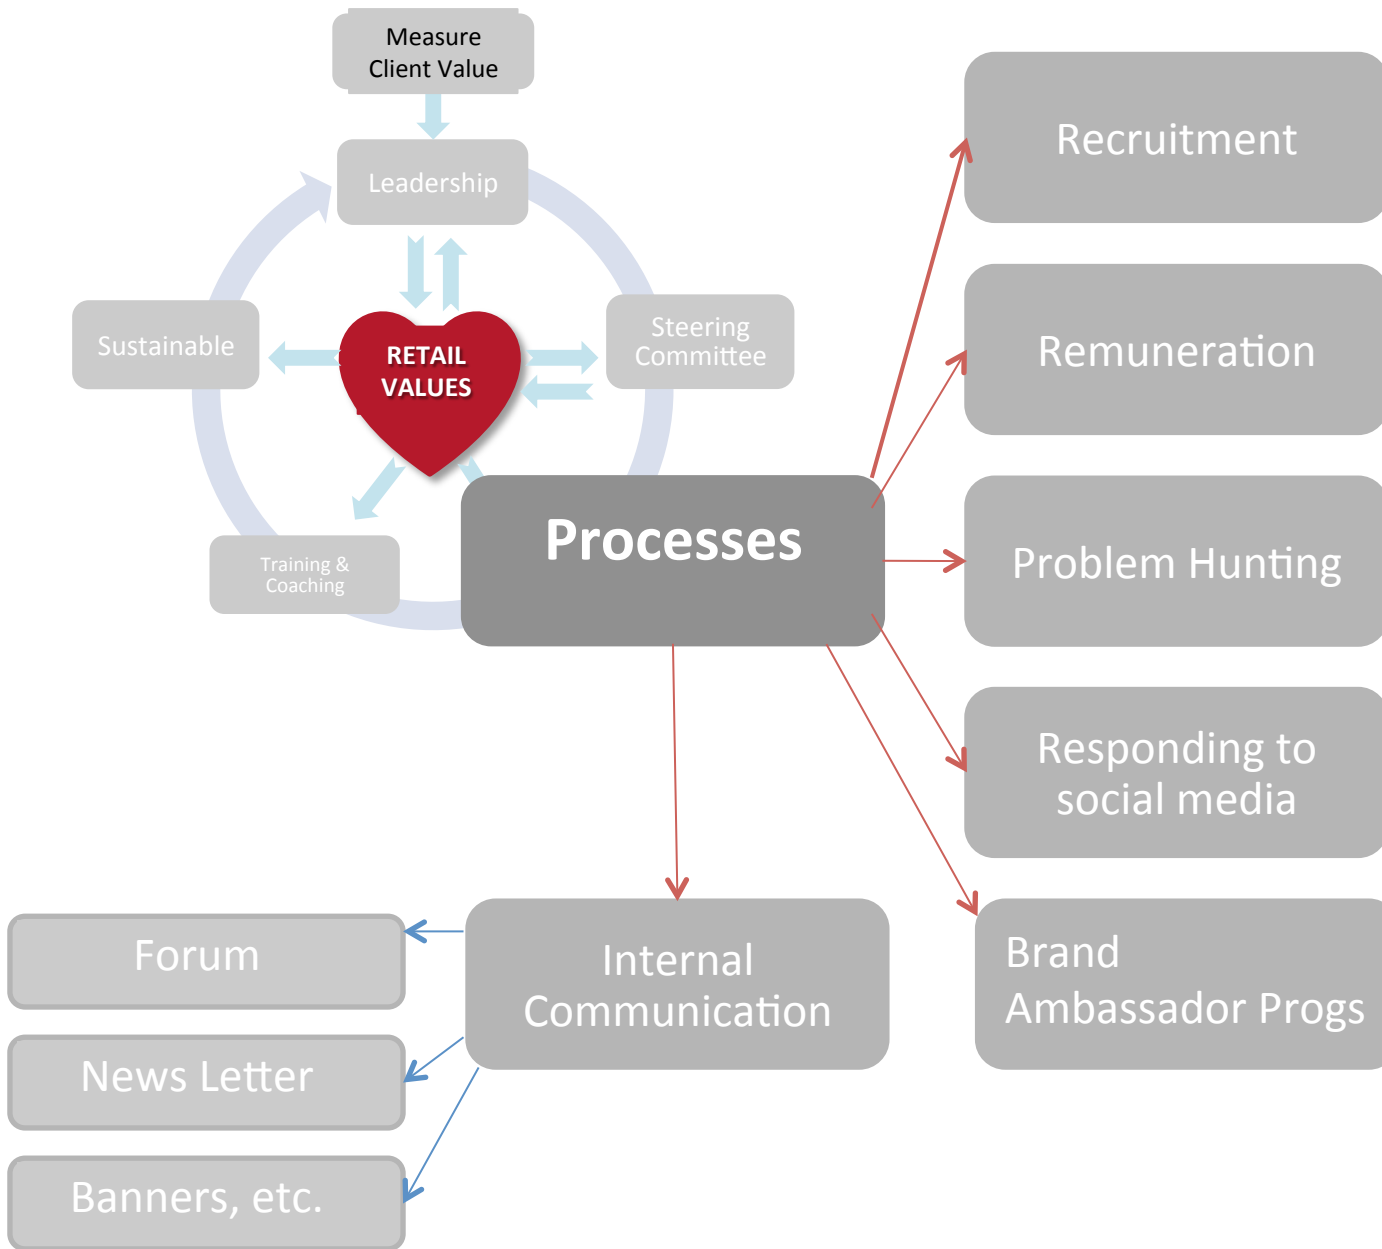 Measure
Client Value
Leadership
Sustainable
RETAIL
VALUES
Steering
Committee
Training &
Coaching
Processes
Recruitment
Remuneration
Problem Hunting
Responding to
social media
Brand
Ambassador Progs
Internal
Communication
Forum
News Letter
Banners, etc.